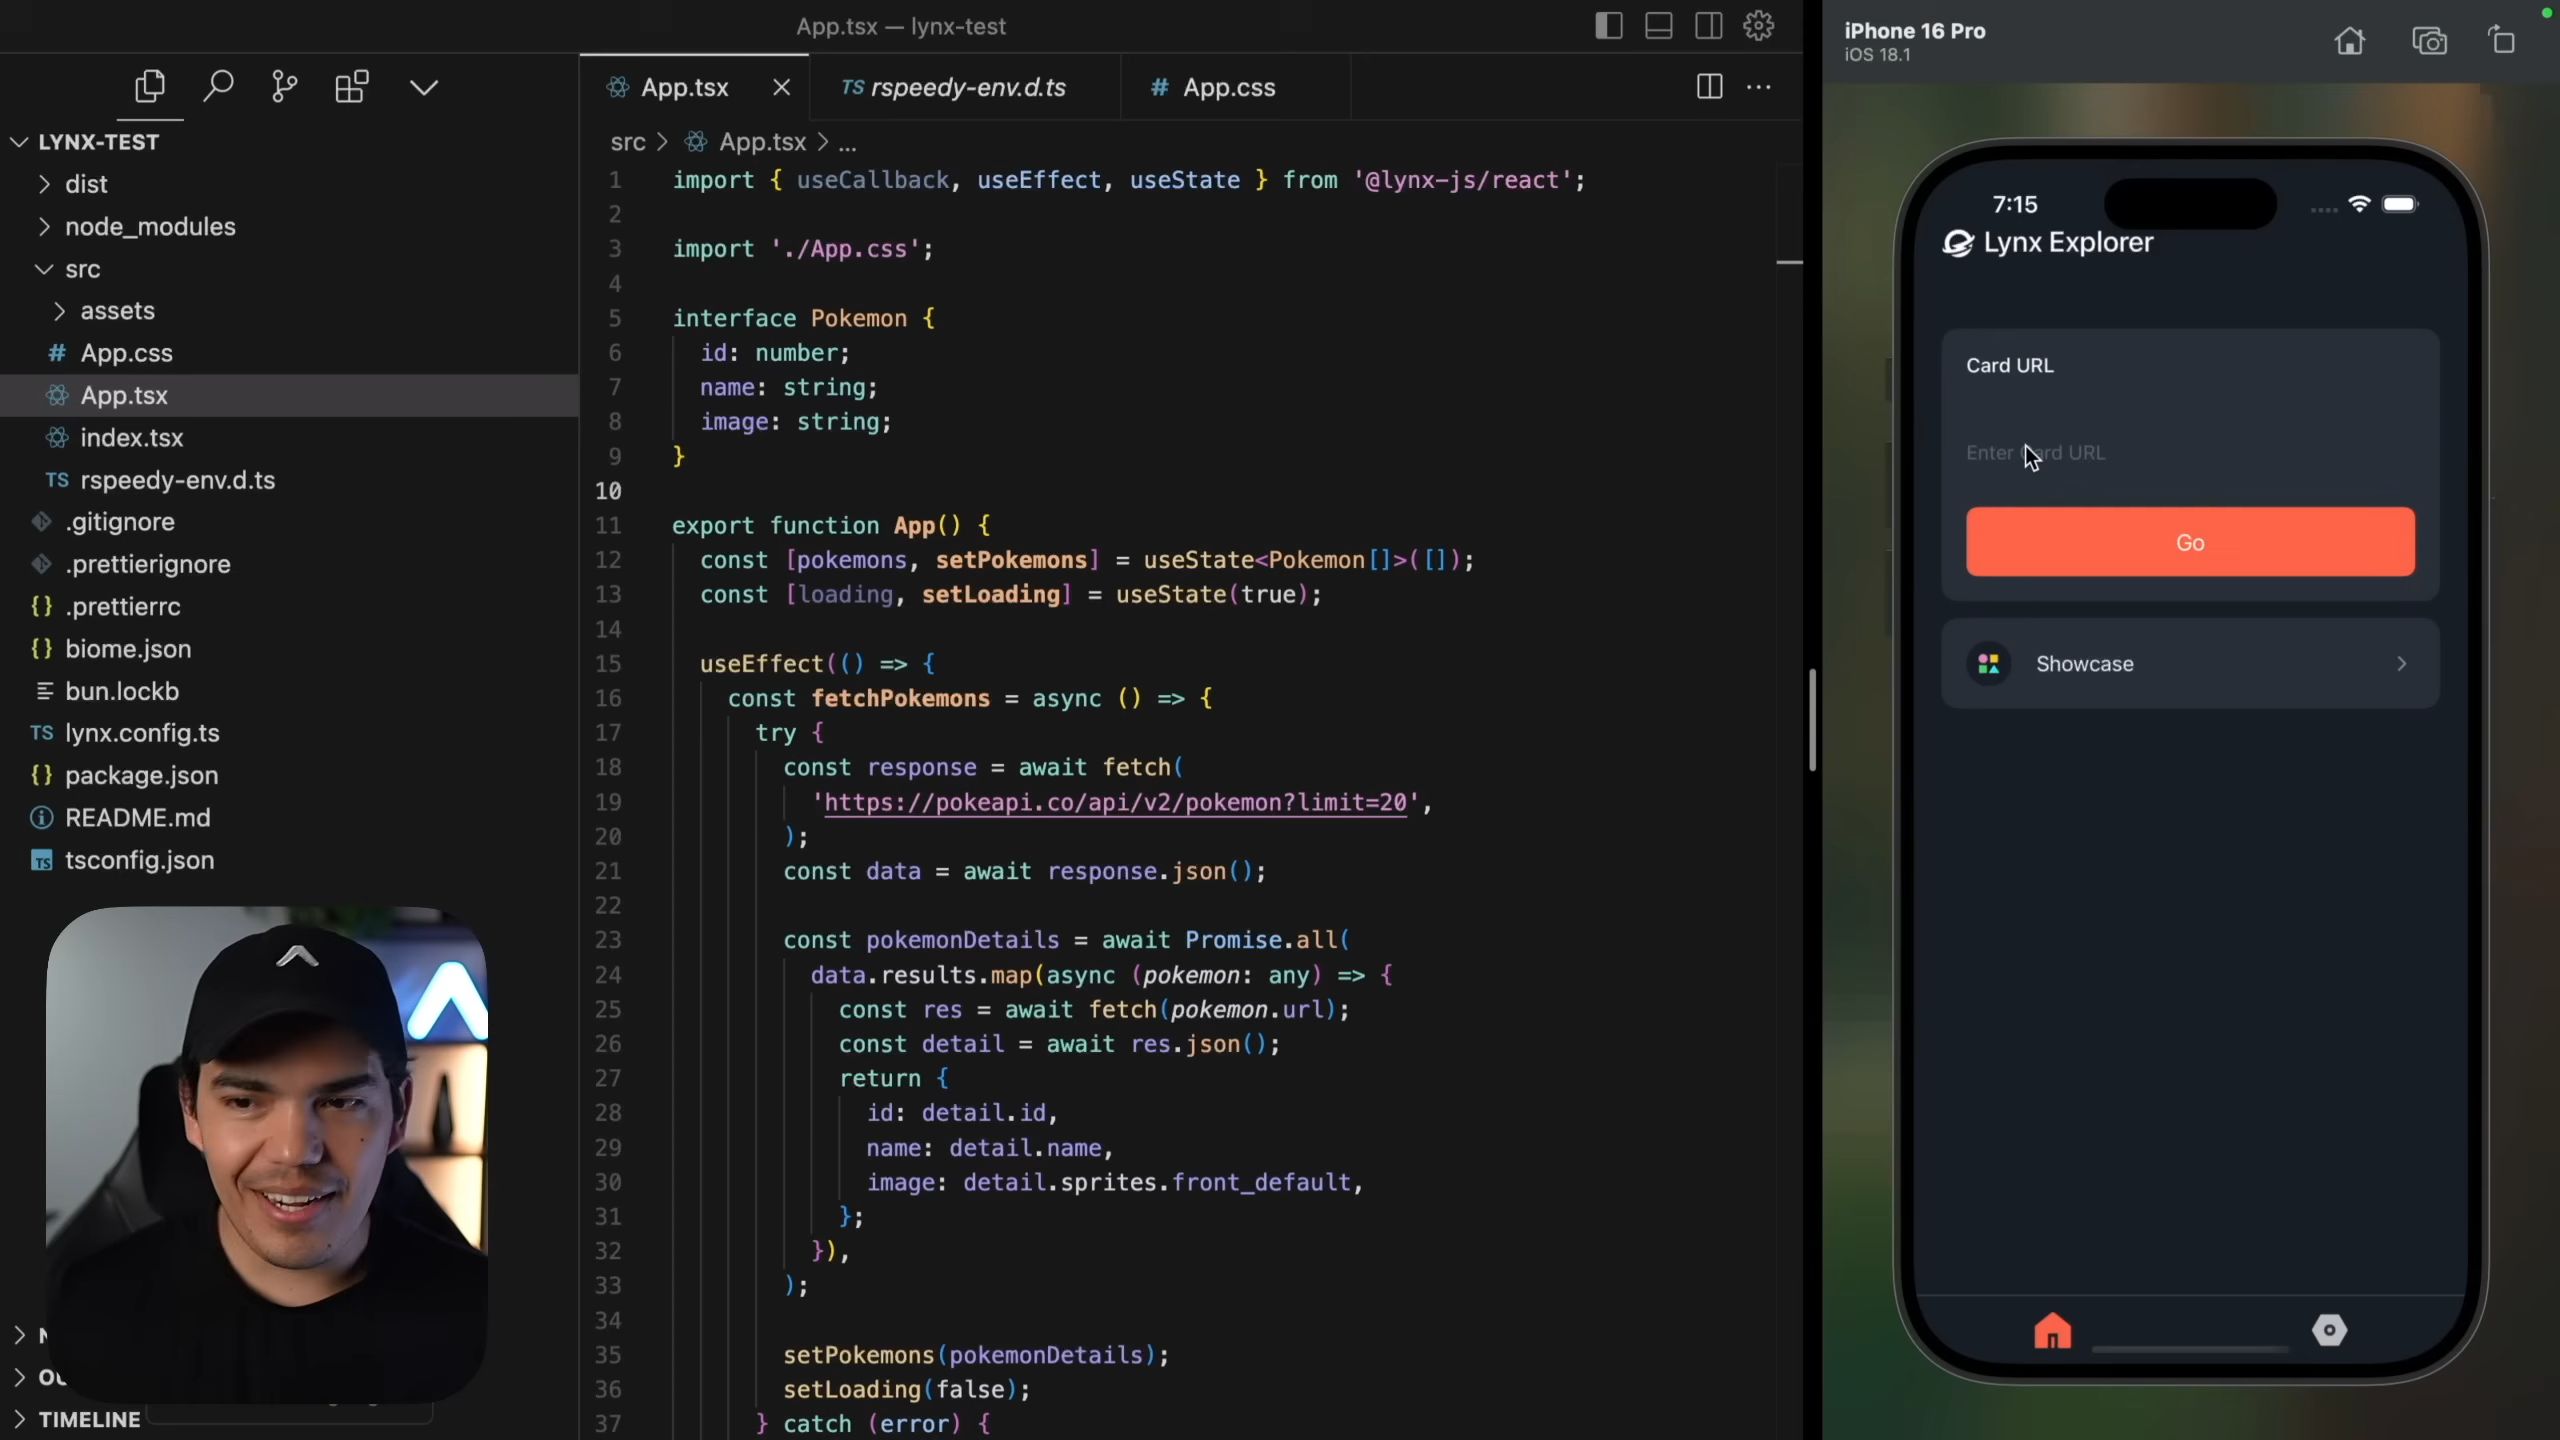 App.tsx — lynx-test
LYNX-TEST
dist
node_modules
src
assets
# App.css
App.tsx
index.tsx
TS rspeedy-env.d.ts
.gitignore
.prettierignore
{} .prettierrc
{} biome.json
bun.lockb
TS lynx.config.ts
{} package.json
README.md
TS tsconfig.json
TIMELINE
App.tsx
TS rspeedy-env.d.ts
# App.css
src > App.tsx > ...
1 import { useCallback, useEffect, useState } from '@lynx-js/react';
2
3 import './App.css';
4
5 interface Pokemon {
6 id: number;
7 name: string;
8 image: string;
9 }
10
11 export function App() {
12 const [pokemons, setPokemons] = useState<Pokemon[]>([]);
13 const [loading, setLoading] = useState(true);
14
15 useEffect(() => {
16 const fetchPokemons = async () => {
17 try {
18 const response = await fetch(
19 'https://pokeapi.co/api/v2/pokemon?limit=20',
20 );
21 const data = await response.json();
22
23 const pokemonDetails = await Promise.all(
24 data.results.map(async (pokemon: any) => {
25 const res = await fetch(pokemon.url);
26 const detail = await res.json();
27 return {
28 id: detail.id,
29 name: detail.name,
30 image: detail.sprites.front_default,
31 };
32 }),
33 );
34
35 setPokemons(pokemonDetails);
36 setLoading(false);
37 } catch (error) {
iPhone 16 Pro
iOS 18.1
7:15
Lynx Explorer
Card URL
Enter Card URL
Go
Showcase